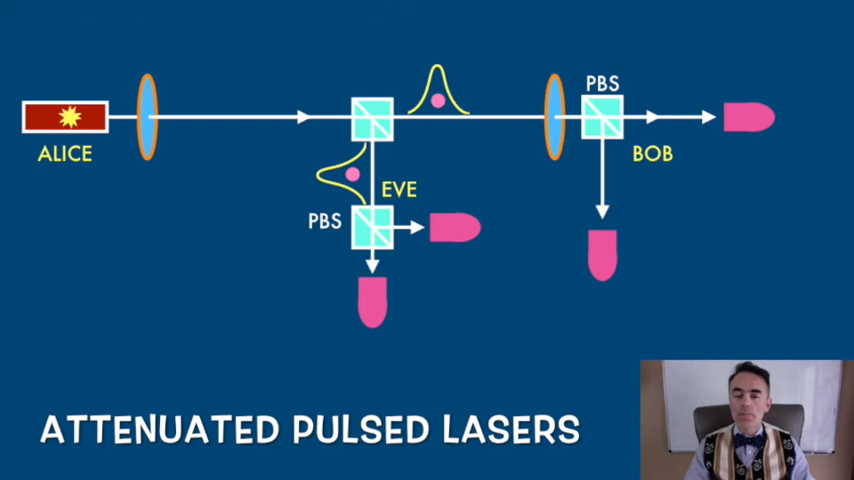 PBS
ALICE
BOB
EVE
PBS
ATTENUATED PULSED LASERS